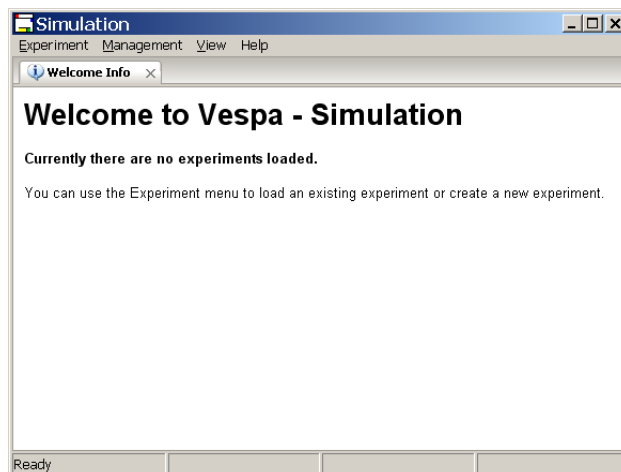 Simulation
Experiment Management View Help
Welcome Info
Welcome to Vespa - Simulation
Currently there are no experiments loaded.
You can use the Experiment menu to load an existing experiment or create a new experiment.
Ready